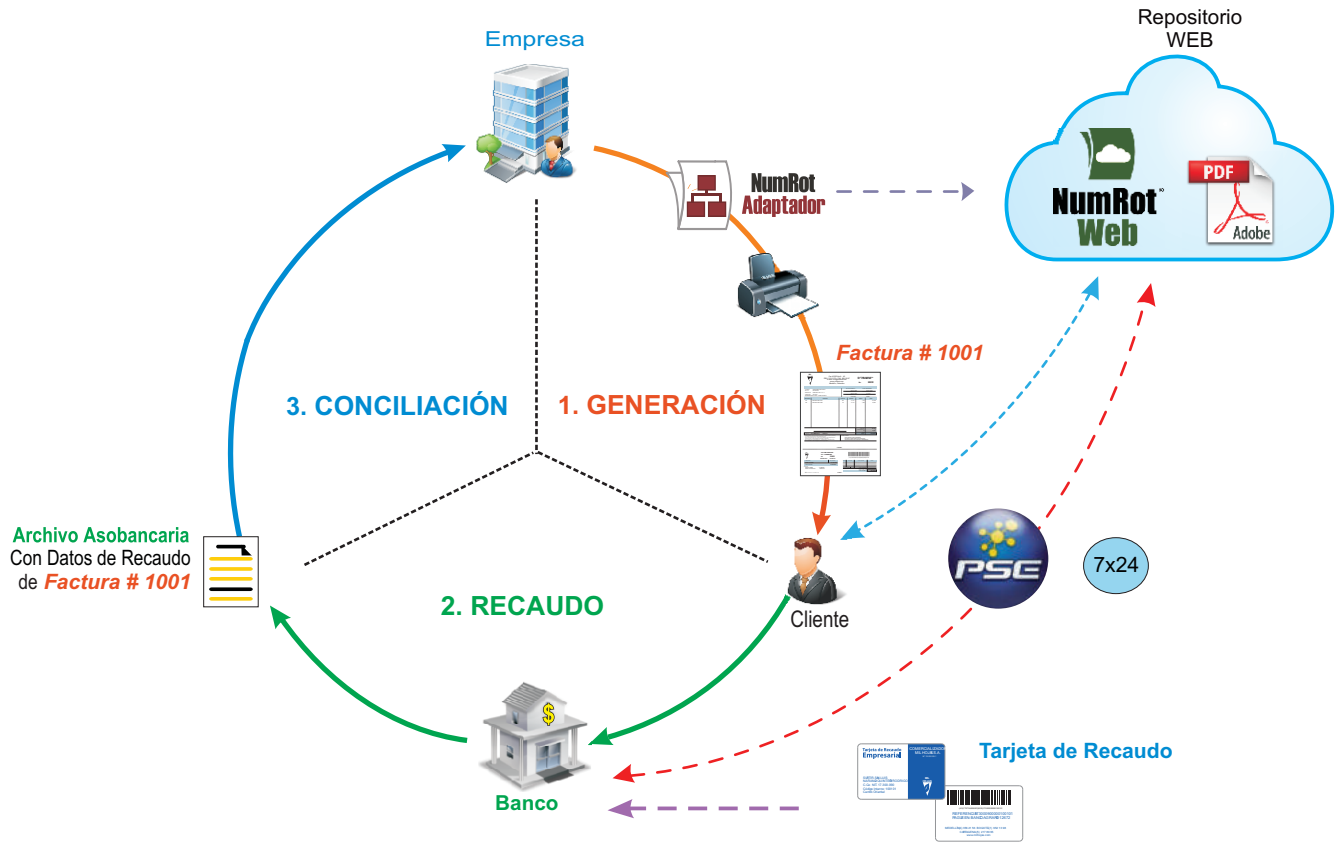 Empresa
Repositorio
WEB
NumRot
Adaptador
PDF
Adobe
NumRot
Web
Factura # 1001
3. CONCILIACIÓN
1. GENERACIÓN
Archivo Asobancaria
Con Datos de Recaudo
de Factura # 1001
PSE
7x24
2. RECAUDO
Cliente
$
Banco
Tarjeta de Recaudo
Tarjeta de Recaudo
Empresarial